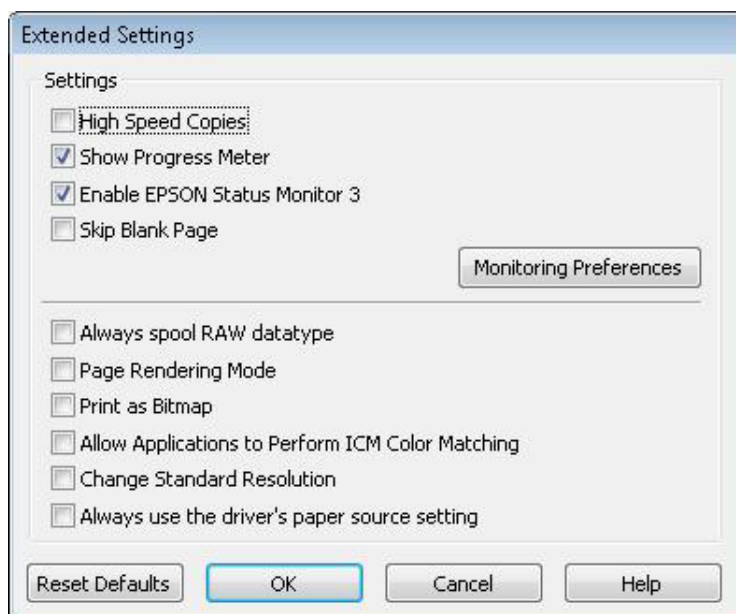 Extended Settings
Settings
High Speed Copies
Show Progress Meter
Enable EPSON Status Monitor 3
Skip Blank Page
Monitoring Preferences
Always spool RAW datatype
Page Rendering Mode
Print as Bitmap
Allow Applications to Perform ICM Color Matching
Change Standard Resolution
Always use the driver's paper source setting
Reset Defaults OK Cancel Help